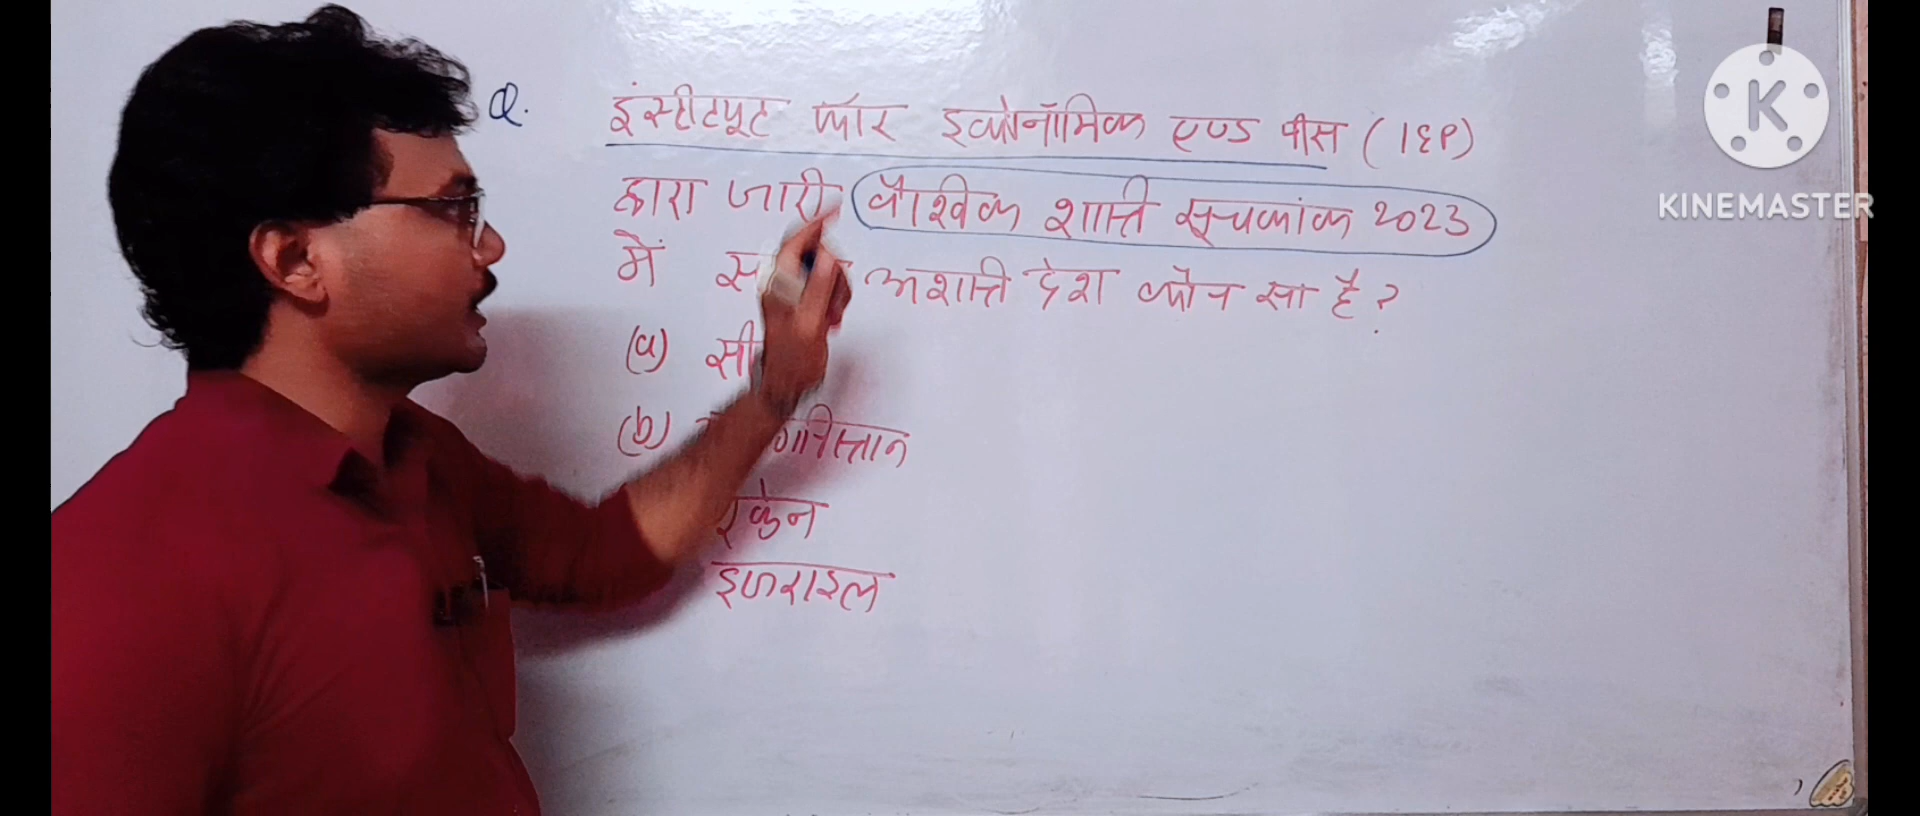 Q. इंस्टीट्यूट फॉर इकोनॉमिक एण्ड पीस (IEP)
द्वारा जारी वैश्विक शान्ति सूचकांक 2023
में अशान्ति देश कौन सा है?
(a)
(b)
यूक्रेन
इजराइल
K
KINEMASTER